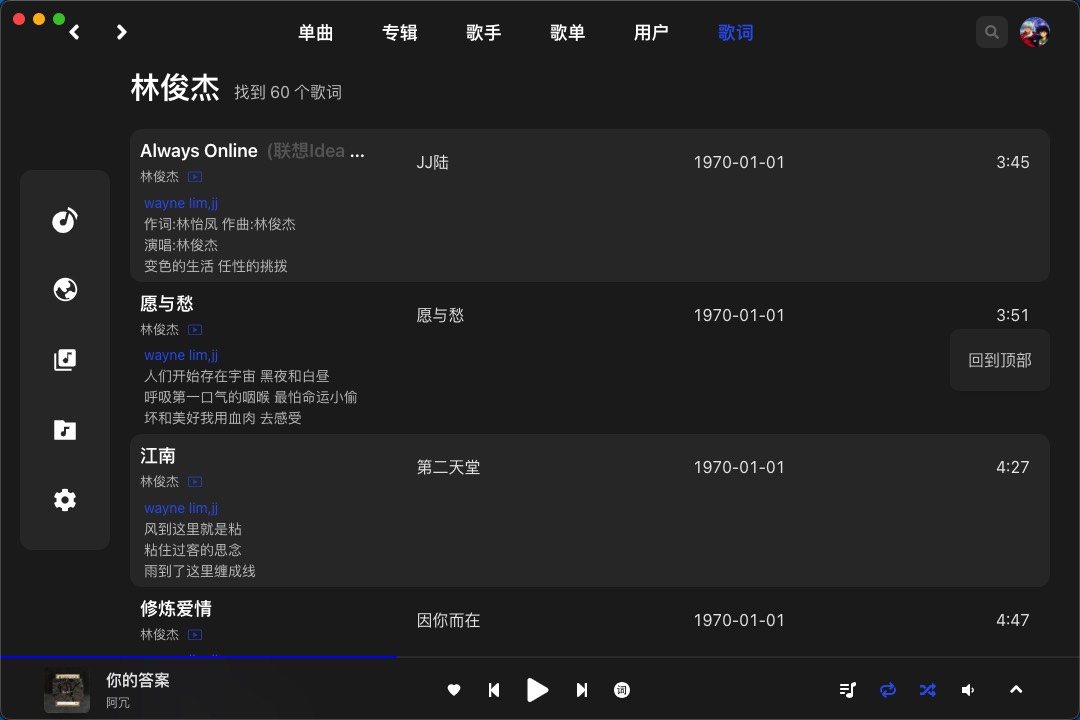 单曲 专辑 歌手 歌单 用户 歌词
林俊杰 找到 60 个歌词
Always Online (联想Idea ... JJ陆 1970-01-01 3:45
林俊杰
wayne lim,jj
作词:林怡凤 作曲:林俊杰
演唱:林俊杰
变色的生活 任性的挑拨
愿与愁 愿与愁 1970-01-01 3:51
林俊杰
wayne lim,jj
人们开始存在宇宙 黑夜和白昼
呼吸第一口气的咽喉 最怕命运小偷
坏和美好我用血肉 去感受
回到顶部
江南 第二天堂 1970-01-01 4:27
林俊杰
wayne lim,jj
风到这里就是粘
粘住过客的思念
雨到了这里缠成线
修炼爱情 因你而在 1970-01-01 4:47
林俊杰
你的答案
阿冗
词